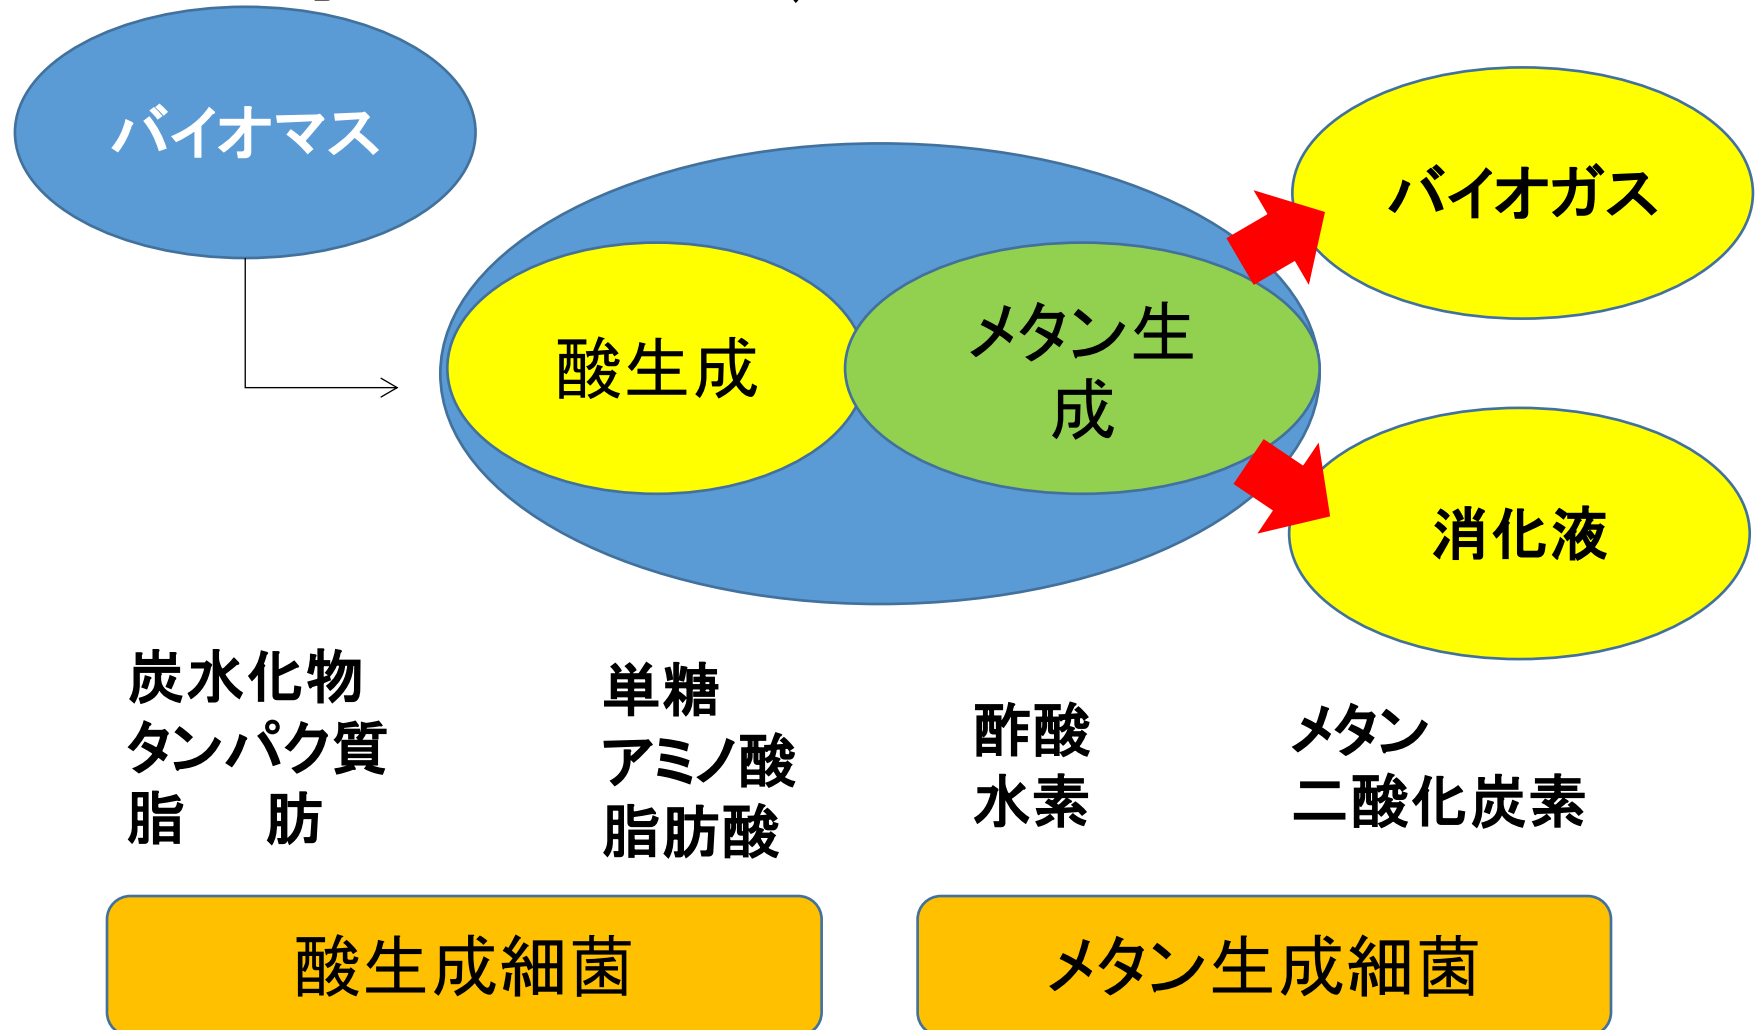 バイオマス
バイオガス
酸生成
メタン生
成
消化液
炭水化物
タンパク質
脂　肪
単糖
アミノ酸
脂肪酸
酢酸
水素
メタン
二酸化炭素
酸生成細菌
メタン生成細菌